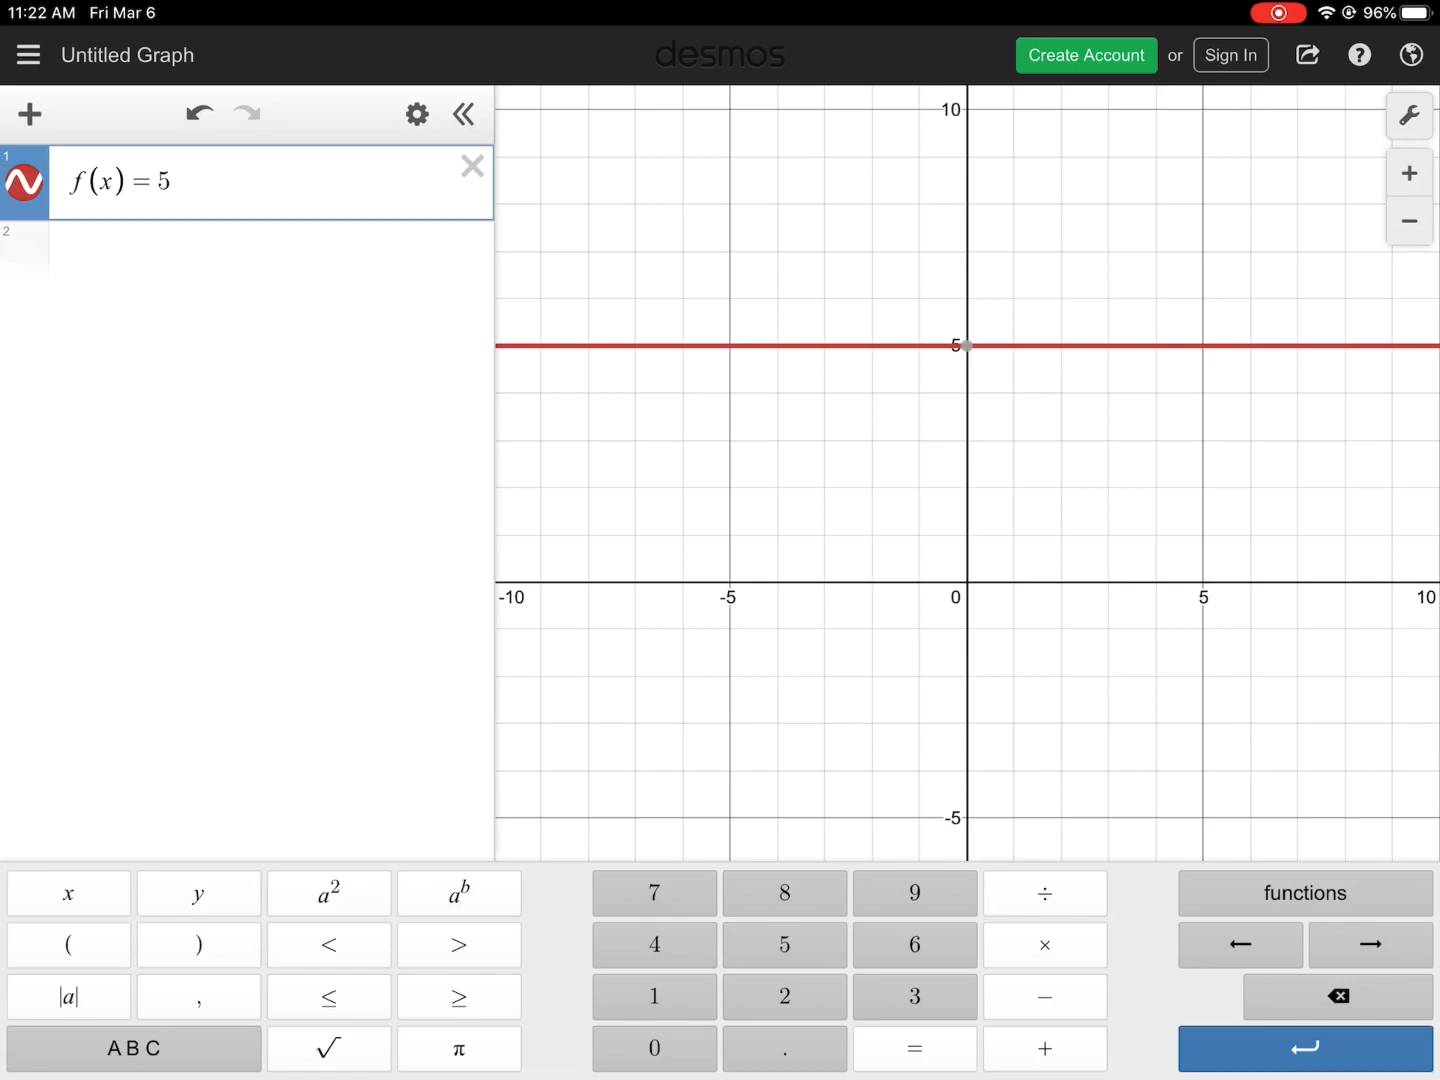 11:22 AM Fri Mar 6 96%
Untitled Graph desmos Create Account or Sign In ?
1
f(x) = 5
2
10
5
-10 -5 0 5 10
-5
x y a² aᵇ 7 8 9 ÷ functions
( ) < > 4 5 6 × ← →
|a| , ≤ ≥ 1 2 3 −
A B C √ π 0 . = +